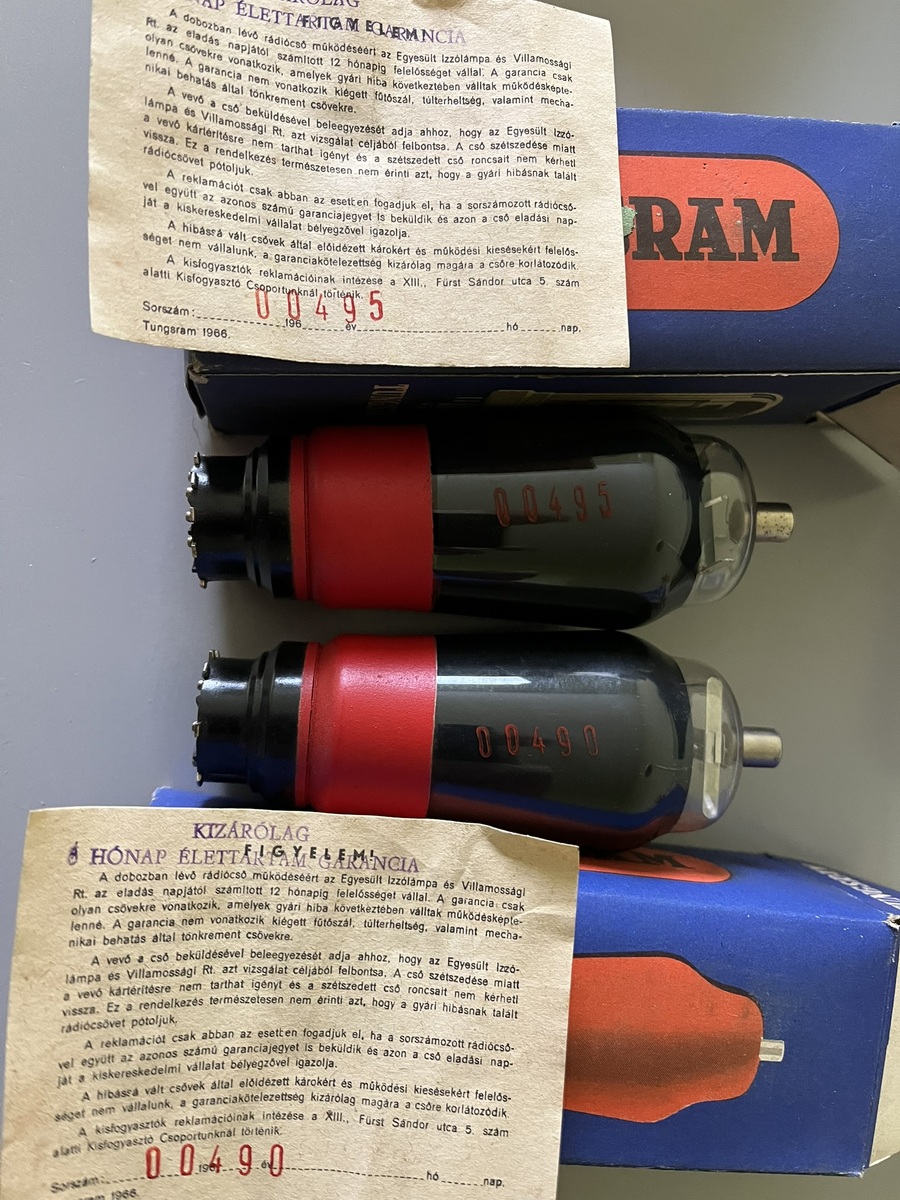 KIZÁRÓLAG
HÓNAP ÉLETTARTAM GARANCIA
FIGYELEM!
A dobozban lévő rádiócső működéséért az Egyesült Izzólámpa és Villamossági
Rt. az eladás napjától számított 12 hónapig felelősséget vállal. A garancia csak
olyan csövekre vonatkozik, amelyek gyári hiba következtében váltak működésképte-
lenné. A garancia nem vonatkozik kiégett fűtőszál, túlterheltség, valamint mecha-
nikai behatás által tönkrement csövekre.
A vevő a cső beküldésével beleegyezését adja ahhoz, hogy az Egyesült Izzó-
lámpa és Villamossági Rt. azt vizsgálat céljából felbontsa. A cső szétszedése miatt
a vevő kártérítésre nem tarthat igényt és a szétszedett cső roncsait nem kérheti
vissza. Ez a rendelkezés természetesen nem érinti azt, hogy a gyári hibásnak talált
rádiócsövet pótoljuk.
A reklamációt csak abban az esetben fogadjuk el, ha a sorszámozott rádiócső-
vel együtt az azonos számú garanciajegyet is beküldik és azon a cső eladási nap-
ját a kiskereskedelmi vállalat bélyegzővel igazolja.
A hibássá vált csövek által előidézett károkért és működési kiesésekért felelős-
séget nem vállalunk, a garanciakötelezettség kizárólag magára a csőre korlátozódik.
A kisfogyasztók reklamációinak intézése a XIII., Fürst Sándor utca 5. szám
alatti Kisfogyasztó Csoportunknál történik.
Sorszám: 00495
196 év hó nap.
Tungsram 1966.
RAM
00495
00490
KIZÁRÓLAG
6 HÓNAP ÉLETTARTAM GARANCIA
FIGYELEM!
A dobozban lévő rádiócső működéséért az Egyesült Izzólámpa és Villamossági
Rt. az eladás napjától számított 12 hónapig felelősséget vállal. A garancia csak
olyan csövekre vonatkozik, amelyek gyári hiba következtében váltak működésképte-
lenné. A garancia nem vonatkozik kiégett fűtőszál, túlterheltség, valamint mecha-
nikai behatás által tönkrement csövekre.
A vevő a cső beküldésével beleegyezését adja ahhoz, hogy az Egyesült Izzó-
lámpa és Villamossági Rt. azt vizsgálat céljából felbontsa. A cső szétszedése miatt
a vevő kártérítésre nem tarthat igényt és a szétszedett cső roncsait nem kérheti
vissza. Ez a rendelkezés természetesen nem érinti azt, hogy a gyári hibásnak talált
rádiócsövet pótoljuk.
A reklamációt csak abban az esetben fogadjuk el, ha a sorszámozott rádiócső-
vel együtt az azonos számú garanciajegyet is beküldik és azon a cső eladási nap-
ját a kiskereskedelmi vállalat bélyegzővel igazolja.
A hibássá vált csövek által előidézett károkért és működési kiesésekért felelős-
séget nem vállalunk, a garanciakötelezettség kizárólag magára a csőre korlátozódik.
A kisfogyasztók reklamációinak intézése a XIII., Fürst Sándor utca 5. szám
alatti Kisfogyasztó Csoportunknál történik.
Sorszám: 00490
196 év hó nap.
1966.